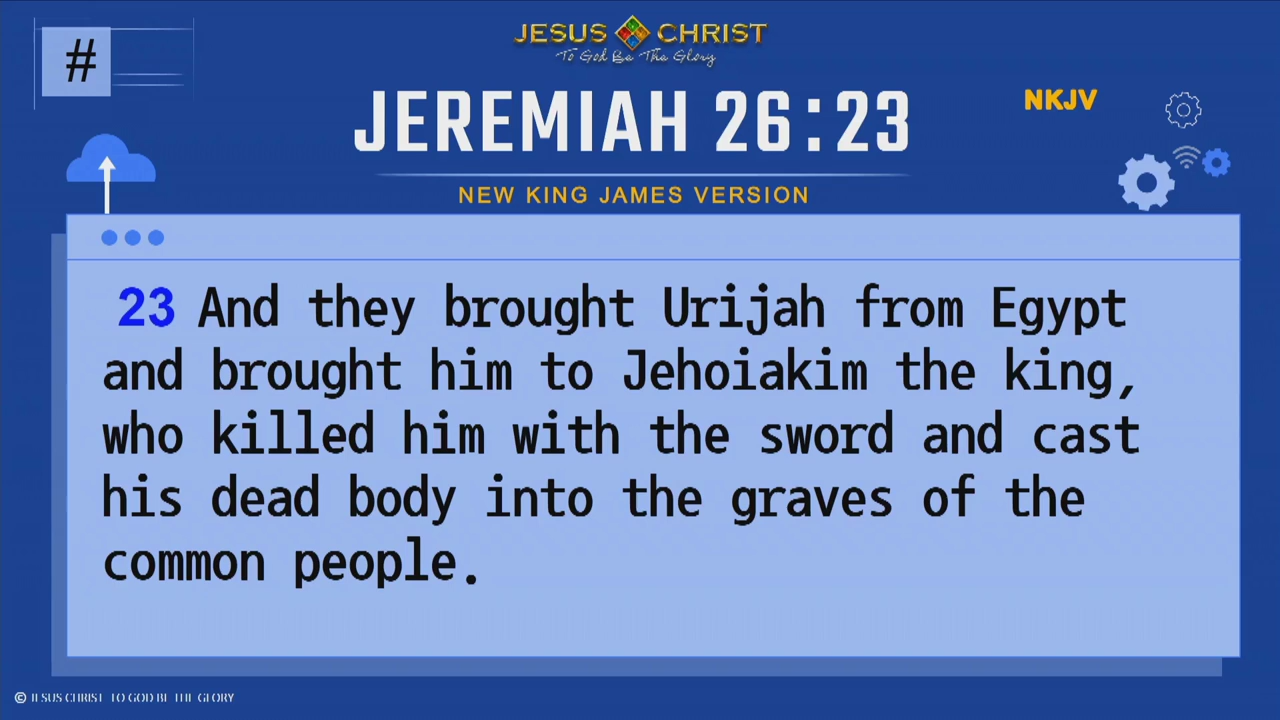 #
JESUS CHRIST
To God Be The Glory
JEREMIAH 26:23
NKJV
NEW KING JAMES VERSION
23 And they brought Urijah from Egypt
and brought him to Jehoiakim the king,
who killed him with the sword and cast
his dead body into the graves of the
common people.
© JESUS CHRIST TO GOD BE THE GLORY